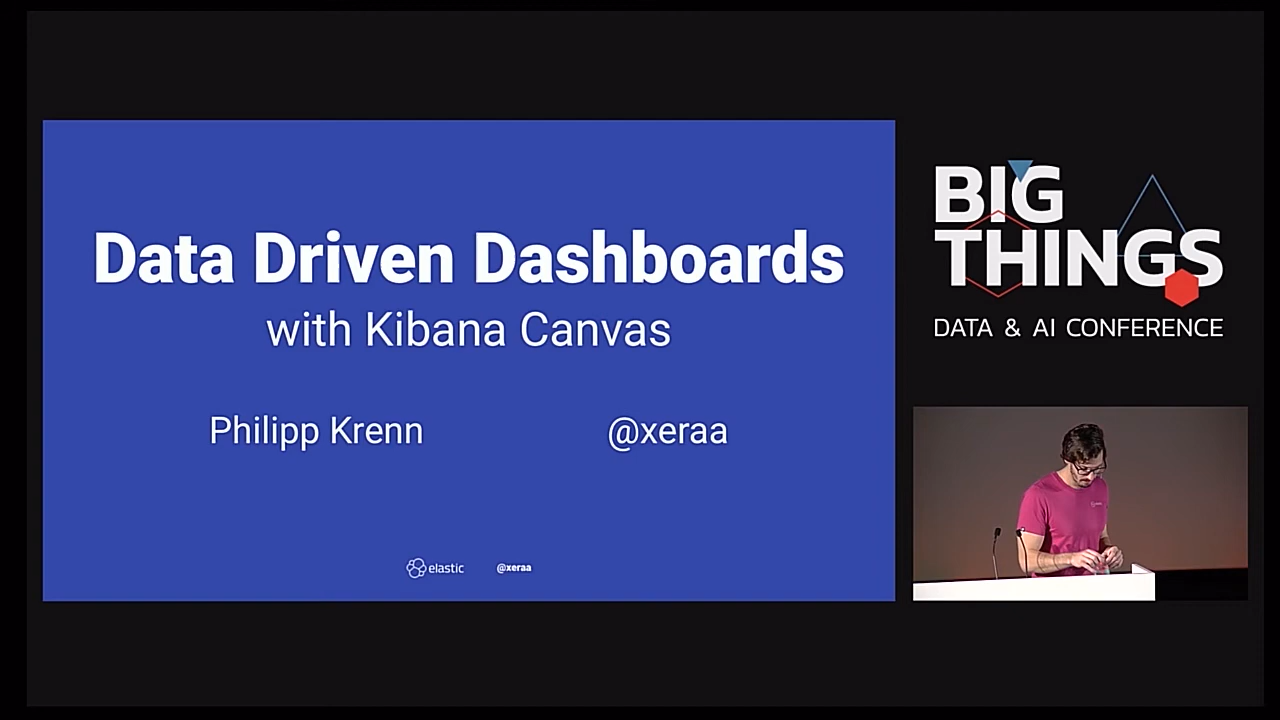 Data Driven Dashboards
with Kibana Canvas
Philipp Krenn
@xeraa
elastic
@xeraa
BIG
THINGS
DATA & AI CONFERENCE